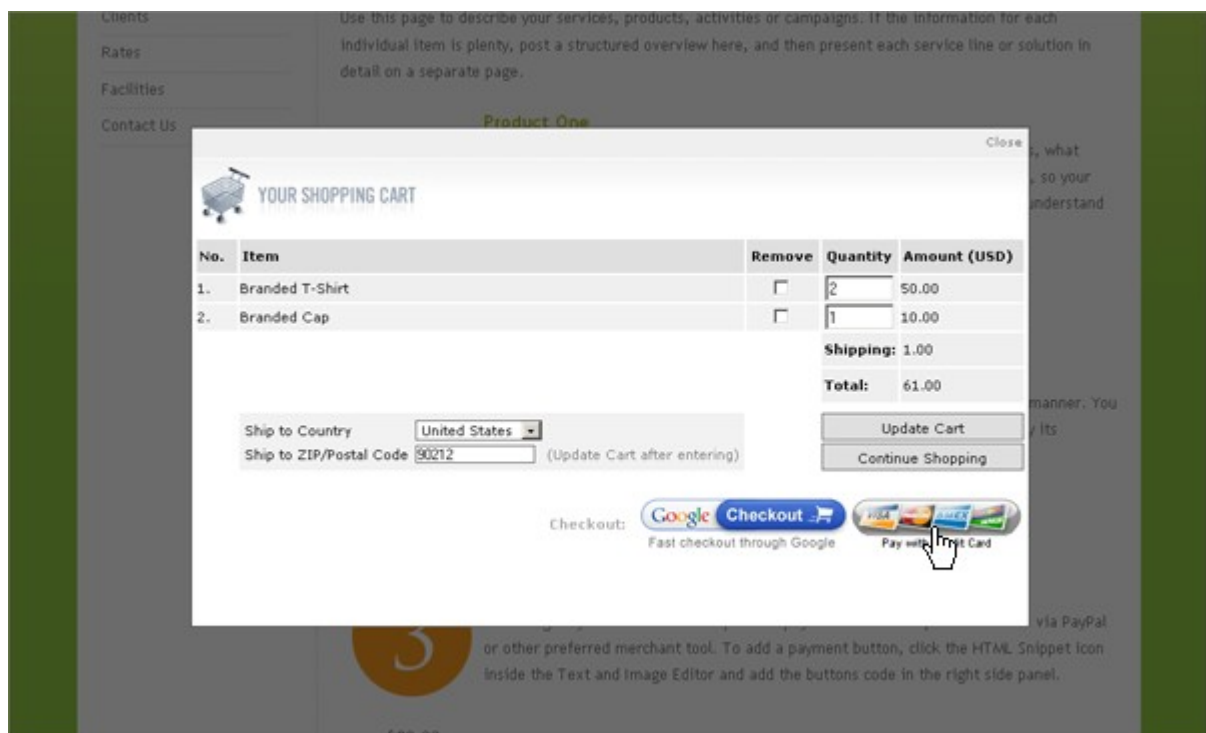 Clients
Use this page to describe your services, products, activities or campaigns. If the information for each
Rates
individual item is plenty, post a structured overview here, and then present each service line or solution in
detail on a separate page.
Facilities
Contact Us
Product One
Close
s, what
, so your
understand
YOUR SHOPPING CART
No. Item Remove Quantity Amount (USD)
1. Branded T-Shirt 2 50.00
2. Branded Cap 1 10.00
Shipping: 1.00
Total: 61.00
manner. You
y its
Ship to Country United States Update Cart
Ship to ZIP/Postal Code 90212 (Update Cart after entering) Continue Shopping
Checkout: Google Checkout VISA
Fast checkout through Google Pay with Card
3
via PayPal
or other preferred merchant tool. To add a payment button, click the HTML Snippet icon
inside the Text and Image Editor and add the buttons code in the right side panel.